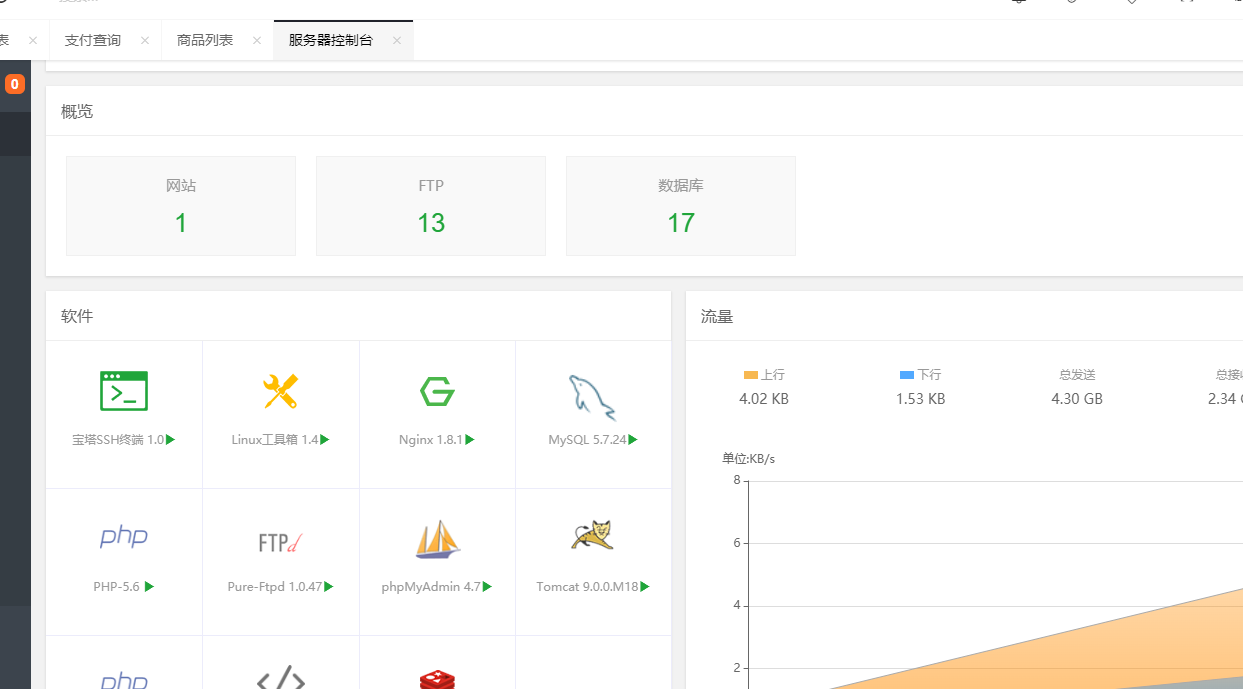 表 × 支付查询 × 商品列表 × 服务器控制台 ×
0
概览
网站 FTP 数据库
1 13 17
软件
宝塔SSH终端 1.0 Linux工具箱 1.4 Nginx 1.8.1 MySQL 5.7.24
php FTPd
PHP-5.6 Pure-Ftpd 1.0.47 phpMyAdmin 4.7 Tomcat 9.0.0.M18
php </>
流量
上行 下行 总发送 总接收
4.02 KB 1.53 KB 4.30 GB 2.34
单位:KB/s
8
6
4
2